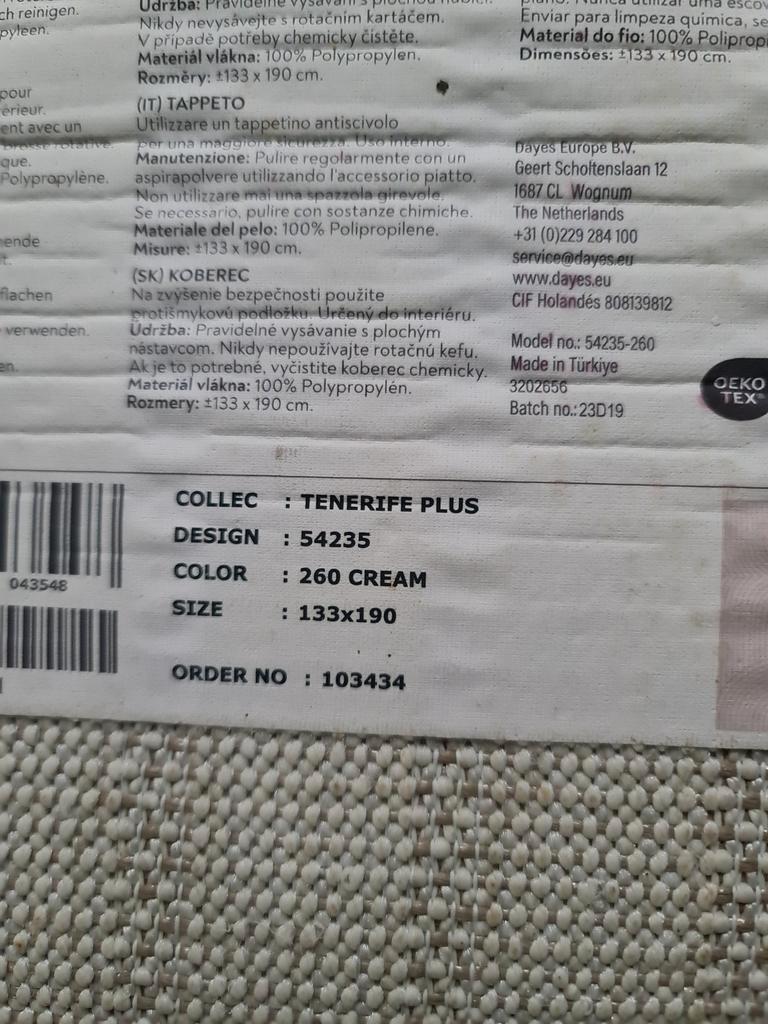 ch reinigen.
pyleen.
pour
érieur.
ent avec un
brosse rotative.
que.
Polypropylène.
ende
t.
flachen
verwenden.
en.
Údržba: Pravidelné vysávání s plochou hubicí.
Nikdy nevysávejte s rotačním kartáčem.
V případě potřeby chemicky čistěte.
Materiál vlákna: 100% Polypropylen.
Rozměry: ±133 x 190 cm.
(IT) TAPPETO
Utilizzare un tappetino antiscivolo
per una maggiore sicurezza. Uso interno.
Manutenzione: Pulire regolarmente con un
aspirapolvere utilizzando l'accessorio piatto.
Non utilizzare mai una spazzola girevole.
Se necessario, pulire con sostanze chimiche.
Materiale del pelo: 100% Polipropilene.
Misure: ±133 x 190 cm.
(SK) KOBEREC
Na zvýšenie bezpečnosti použite
protišmykovú podložku. Určený do interiéru.
Údržba: Pravidelné vysávanie s plochým
nástavcom. Nikdy nepoužívajte rotačnú kefu.
Ak je to potrebné, vyčistite koberec chemicky.
Materiál vlákna: 100% Polypropylén.
Rozmery: ±133 x 190 cm.
plano. Nunca utilizar uma escov
Enviar para limpeza química, se
Material do fio: 100% Poliprop
Dimensões: ±133 x 190 cm.
Dayes Europe B.V.
Geert Scholtenslaan 12
1687 CL Wognum
The Netherlands
+31 (0)229 284 100
service@dayes.eu
www.dayes.eu
CIF Holandés 808139812
Model no.: 54235-260
Made in Türkiye
3202656
Batch no.: 23D19
OEKO
TEX®
043548
COLLEC : TENERIFE PLUS
DESIGN : 54235
COLOR : 260 CREAM
SIZE : 133x190
ORDER NO : 103434